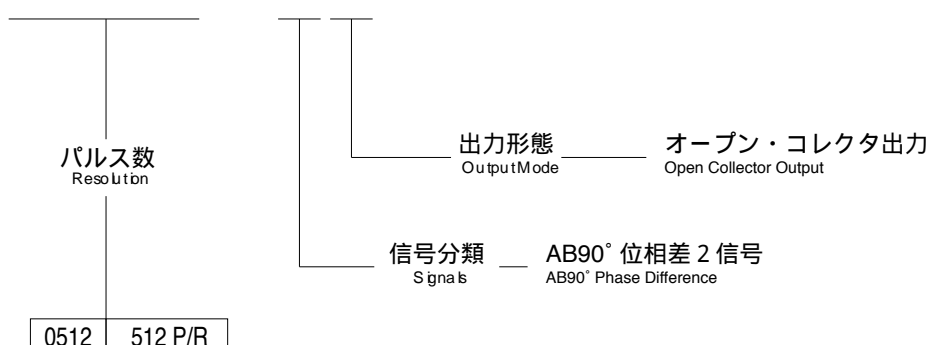 出力形態 オープン・コレクタ出力
Output Mode Open Collector Output
パルス数
Resolution
信号分類 AB90°位相差2信号
Signals AB90° Phase Difference
0512 512 P/R